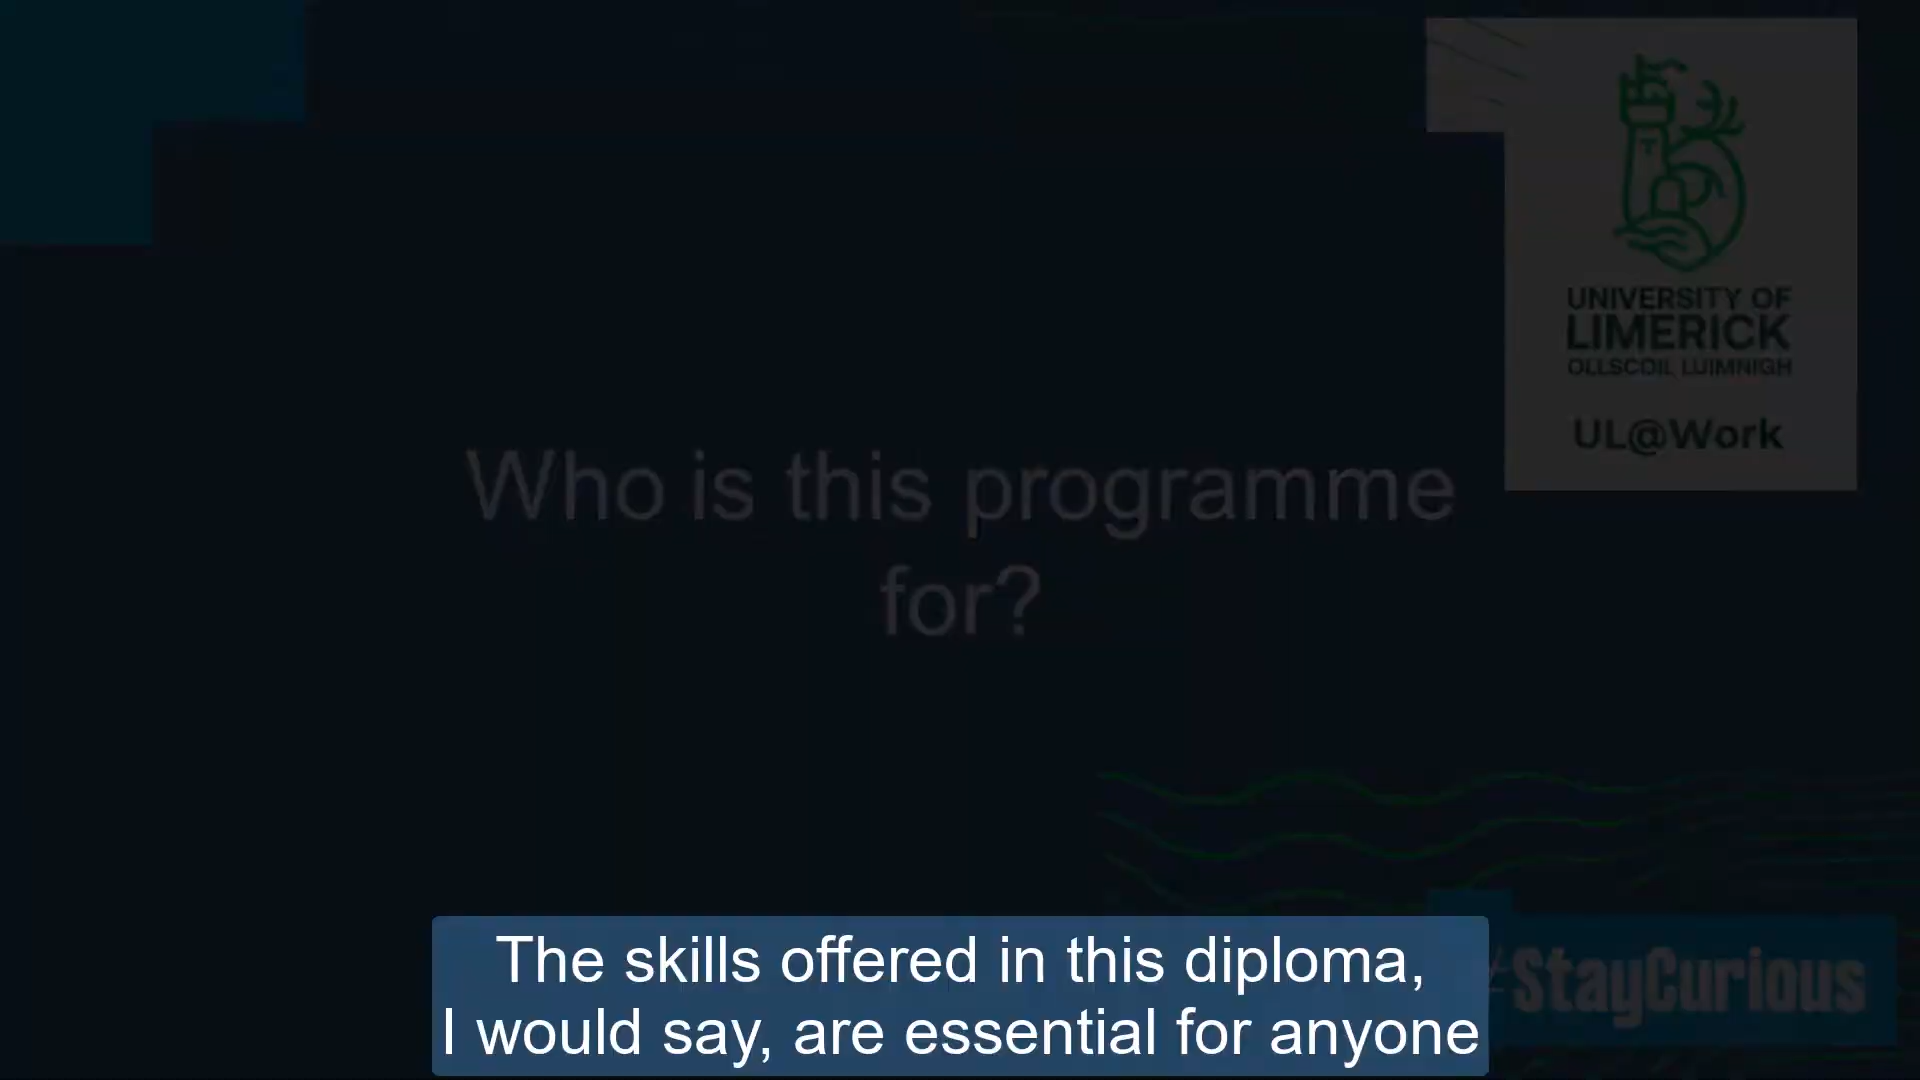 UNIVERSITY OF
LIMERICK
OLLSCOIL LUIMNIGH
UL@Work
Who is this programme
for?
#StayCurious
The skills offered in this diploma,
I would say, are essential for anyone